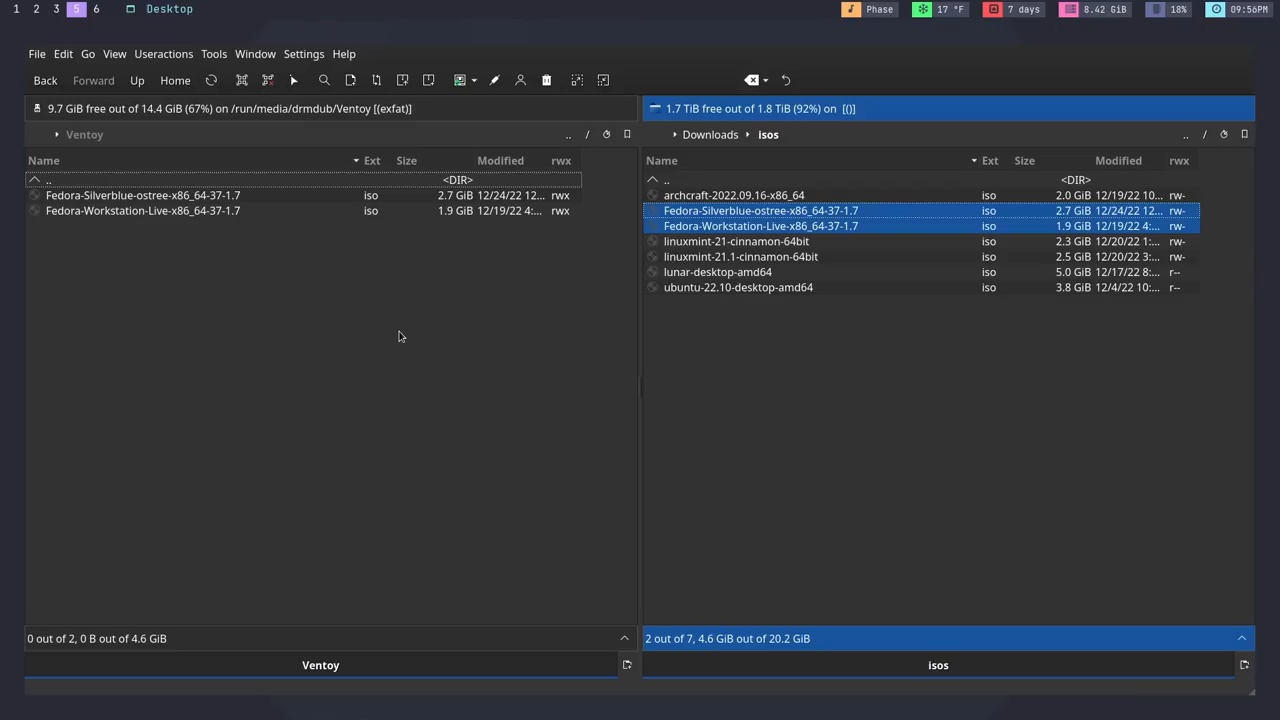 1 2 3 5 6 Desktop Phase 17 °F 7 days 8.42 GiB 18% 09:56PM
File Edit Go View Useractions Tools Window Settings Help
Back Forward Up Home
9.7 GiB free out of 14.4 GiB (67%) on /run/media/drmdub/Ventoy [(exfat)]
Ventoy .. /
Name Ext Size Modified rwx
.. <DIR>
Fedora-Silverblue-ostree-x86_64-37-1.7 iso 2.7 GiB 12/24/22 12... rwx
Fedora-Workstation-Live-x86_64-37-1.7 iso 1.9 GiB 12/19/22 4:... rwx
0 out of 2, 0 B out of 4.6 GiB
Ventoy
1.7 TiB free out of 1.8 TiB (92%) on [()]
Downloads isos .. /
Name Ext Size Modified rwx
.. <DIR>
archcraft-2022.09.16-x86_64 iso 2.0 GiB 12/19/22 10... rw-
Fedora-Silverblue-ostree-x86_64-37-1.7 iso 2.7 GiB 12/24/22 12... rw-
Fedora-Workstation-Live-x86_64-37-1.7 iso 1.9 GiB 12/19/22 4:... rw-
linuxmint-21-cinnamon-64bit iso 2.3 GiB 12/20/22 1:... rw-
linuxmint-21.1-cinnamon-64bit iso 2.5 GiB 12/20/22 3:... rw-
lunar-desktop-amd64 iso 5.0 GiB 12/17/22 8:... r--
ubuntu-22.10-desktop-amd64 iso 3.8 GiB 12/4/22 10:... r--
2 out of 7, 4.6 GiB out of 20.2 GiB
isos